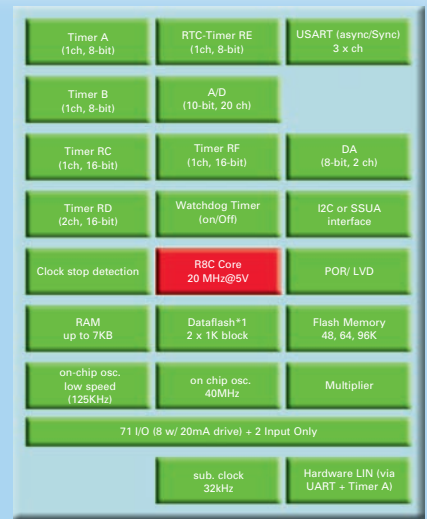 Timer A
(1ch, 8-bit)
RTC-Timer RE
(1ch, 8-bit)
USART (async/Sync)
3 x ch
Timer B
(1ch, 8-bit)
A/D
(10-bit, 20 ch)
Timer RC
(1ch, 16-bit)
Timer RF
(1ch, 16-bit)
DA
(8-bit, 2 ch)
Timer RD
(2ch, 16-bit)
Watchdog Timer
(on/Off)
I2C or SSUA
interface
Clock stop detection
R8C Core
20 MHz@5V
POR/ LVD
RAM
up to 7KB
Dataflash*1
2 x 1K block
Flash Memory
48, 64, 96K
on-chip osc.
low speed
(125KHz)
on chip osc.
40MHz
Multiplier
71 I/O (8 w/ 20mA drive) + 2 Input Only
sub. clock
32kHz
Hardware LIN (via
UART + Timer A)